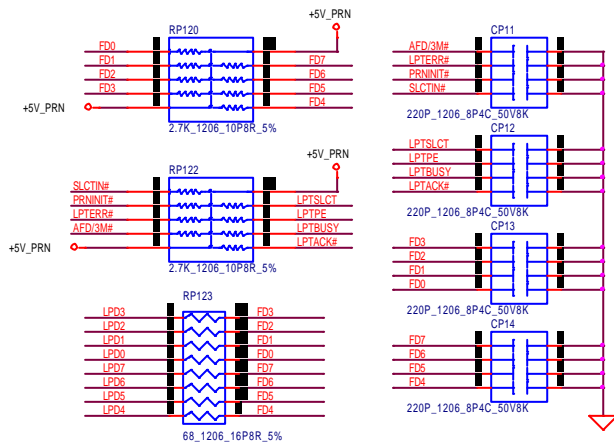 RP120
+5V_PRN
FD0
FD1
FD2
FD3
+5V_PRN
FD7
FD6
FD5
FD4
2.7K_1206_10P8R_5%
RP122
+5V_PRN
SLCTIN#
PRNINIT#
LPTERR#
AFD/3M#
+5V_PRN
LPTSLCT
LPTPE
LPTBUSY
LPTACK#
2.7K_1206_10P8R_5%
RP123
LPD3
LPD2
LPD1
LPD0
LPD7
LPD6
LPD5
LPD4
FD3
FD2
FD1
FD0
FD7
FD6
FD5
FD4
68_1206_16P8R_5%
CP11
AFD/3M#
LPTERR#
PRNINIT#
SLCTIN#
220P_1206_8P4C_50V8K
CP12
LPTSLCT
LPTPE
LPTBUSY
LPTACK#
220P_1206_8P4C_50V8K
CP13
FD3
FD2
FD1
FD0
220P_1206_8P4C_50V8K
CP14
FD7
FD6
FD5
FD4
220P_1206_8P4C_50V8K